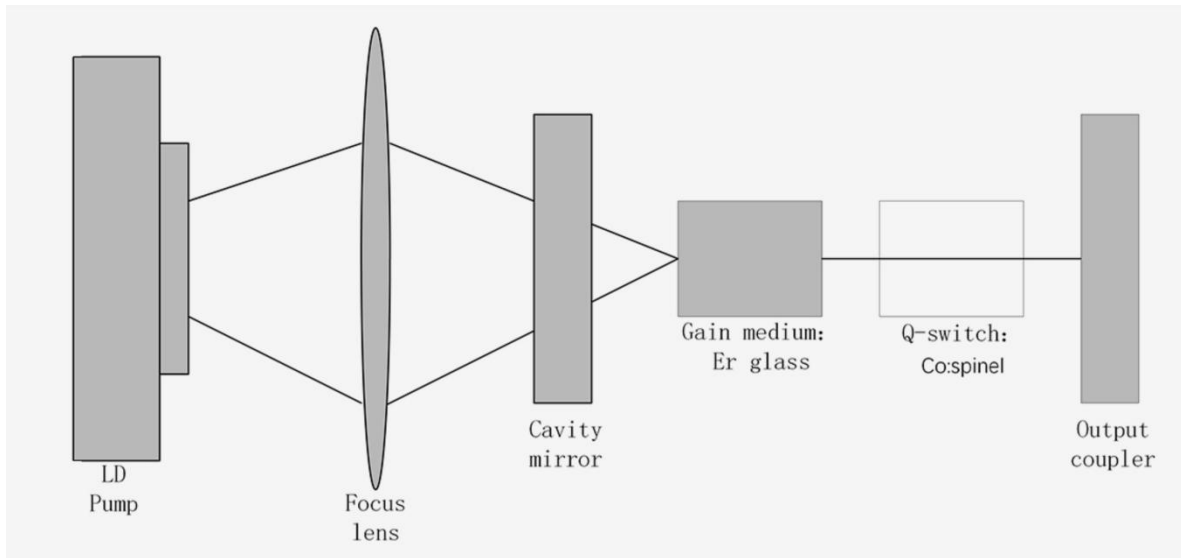 LD
Pump
Focus
lens
Cavity
mirror
Gain medium:
Er glass
Q-switch:
Co:spinel
Output
coupler